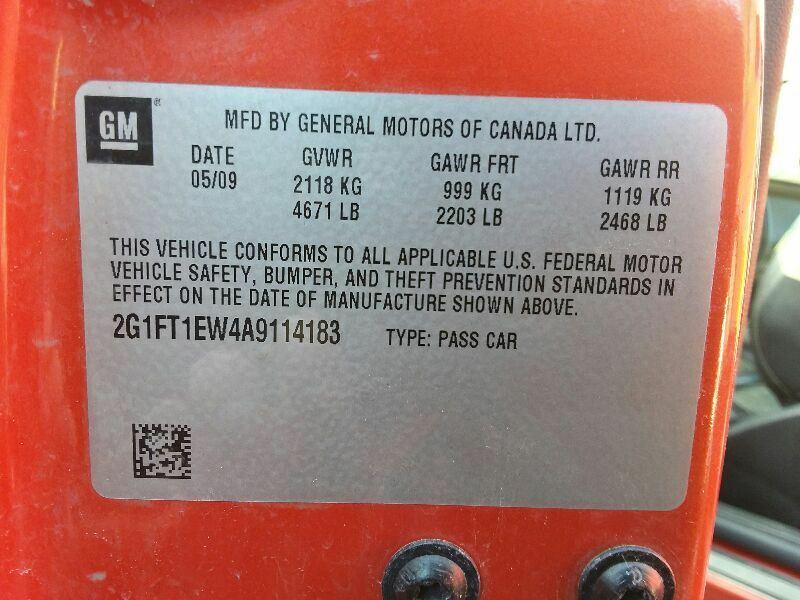 GM®
MFD BY GENERAL MOTORS OF CANADA LTD.
DATE GVWR GAWR FRT GAWR RR
05/09 2118 KG 999 KG 1119 KG
4671 LB 2203 LB 2468 LB
THIS VEHICLE CONFORMS TO ALL APPLICABLE U.S. FEDERAL MOTOR
VEHICLE SAFETY, BUMPER, AND THEFT PREVENTION STANDARDS IN
EFFECT ON THE DATE OF MANUFACTURE SHOWN ABOVE.
2G1FT1EW4A9114183 TYPE: PASS CAR